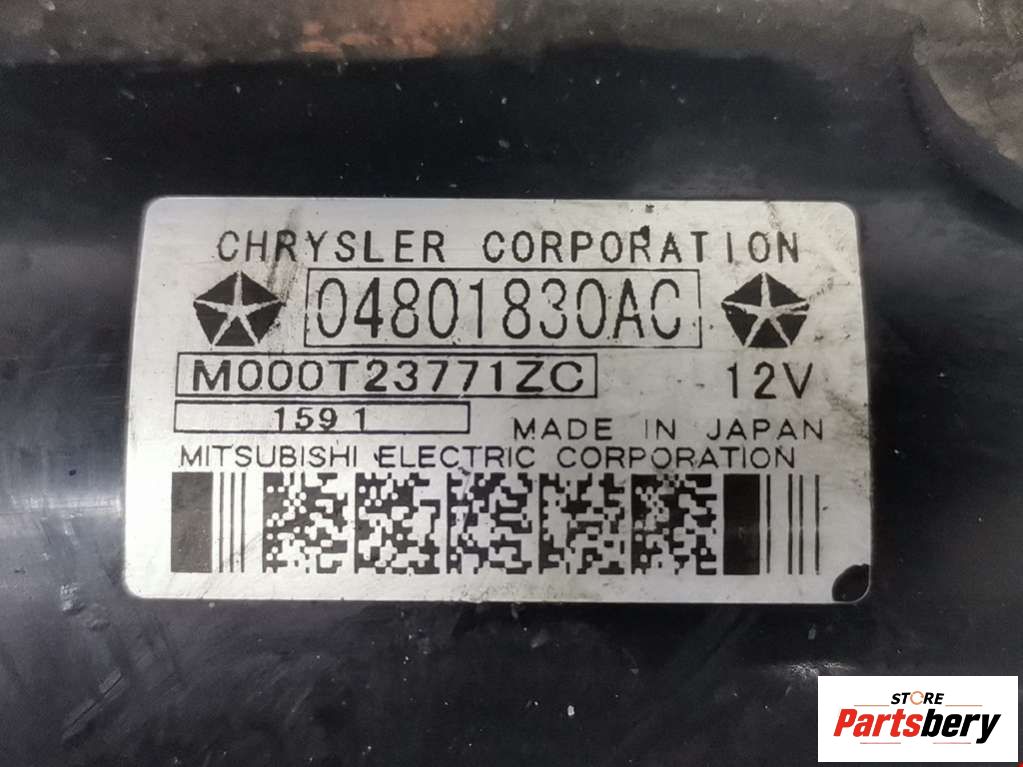 CHRYSLER CORPORATION
04801830AC
M000T23771ZC
12V
1591
MADE IN JAPAN
MITSUBISHI ELECTRIC CORPORATION
STORE
Partsbery